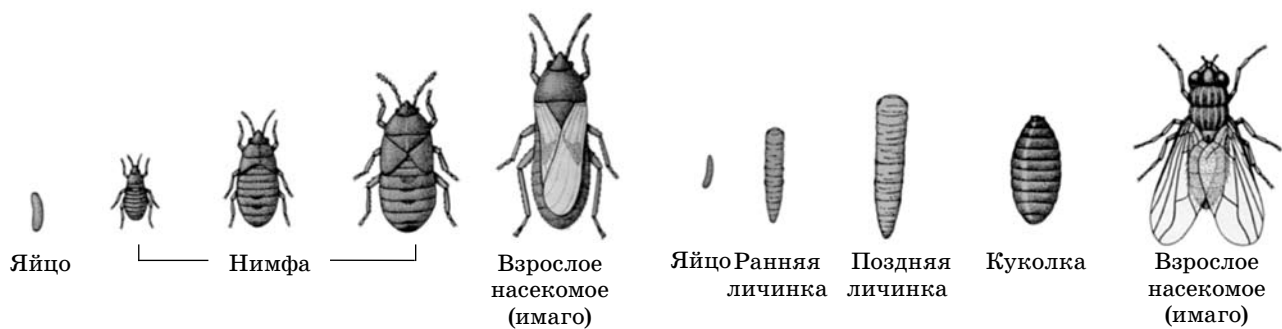 Яйцо
Нимфа
Взрослое
насекомое
(имаго)
Яйцо
Ранняя
личинка
Поздняя
личинка
Куколка
Взрослое
насекомое
(имаго)